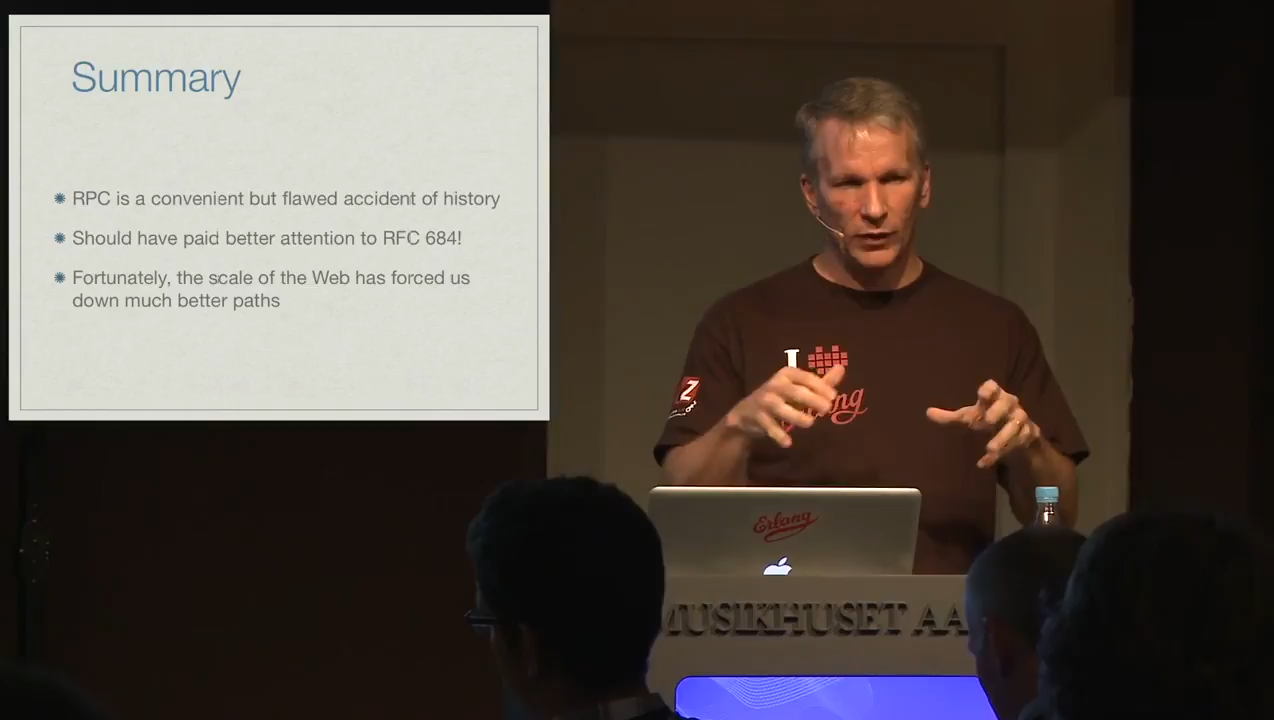 Summary
RPC is a convenient but flawed accident of history
Should have paid better attention to RFC 684!
Fortunately, the scale of the Web has forced us
down much better paths
I
Erlang
MUSIKHUSET AA